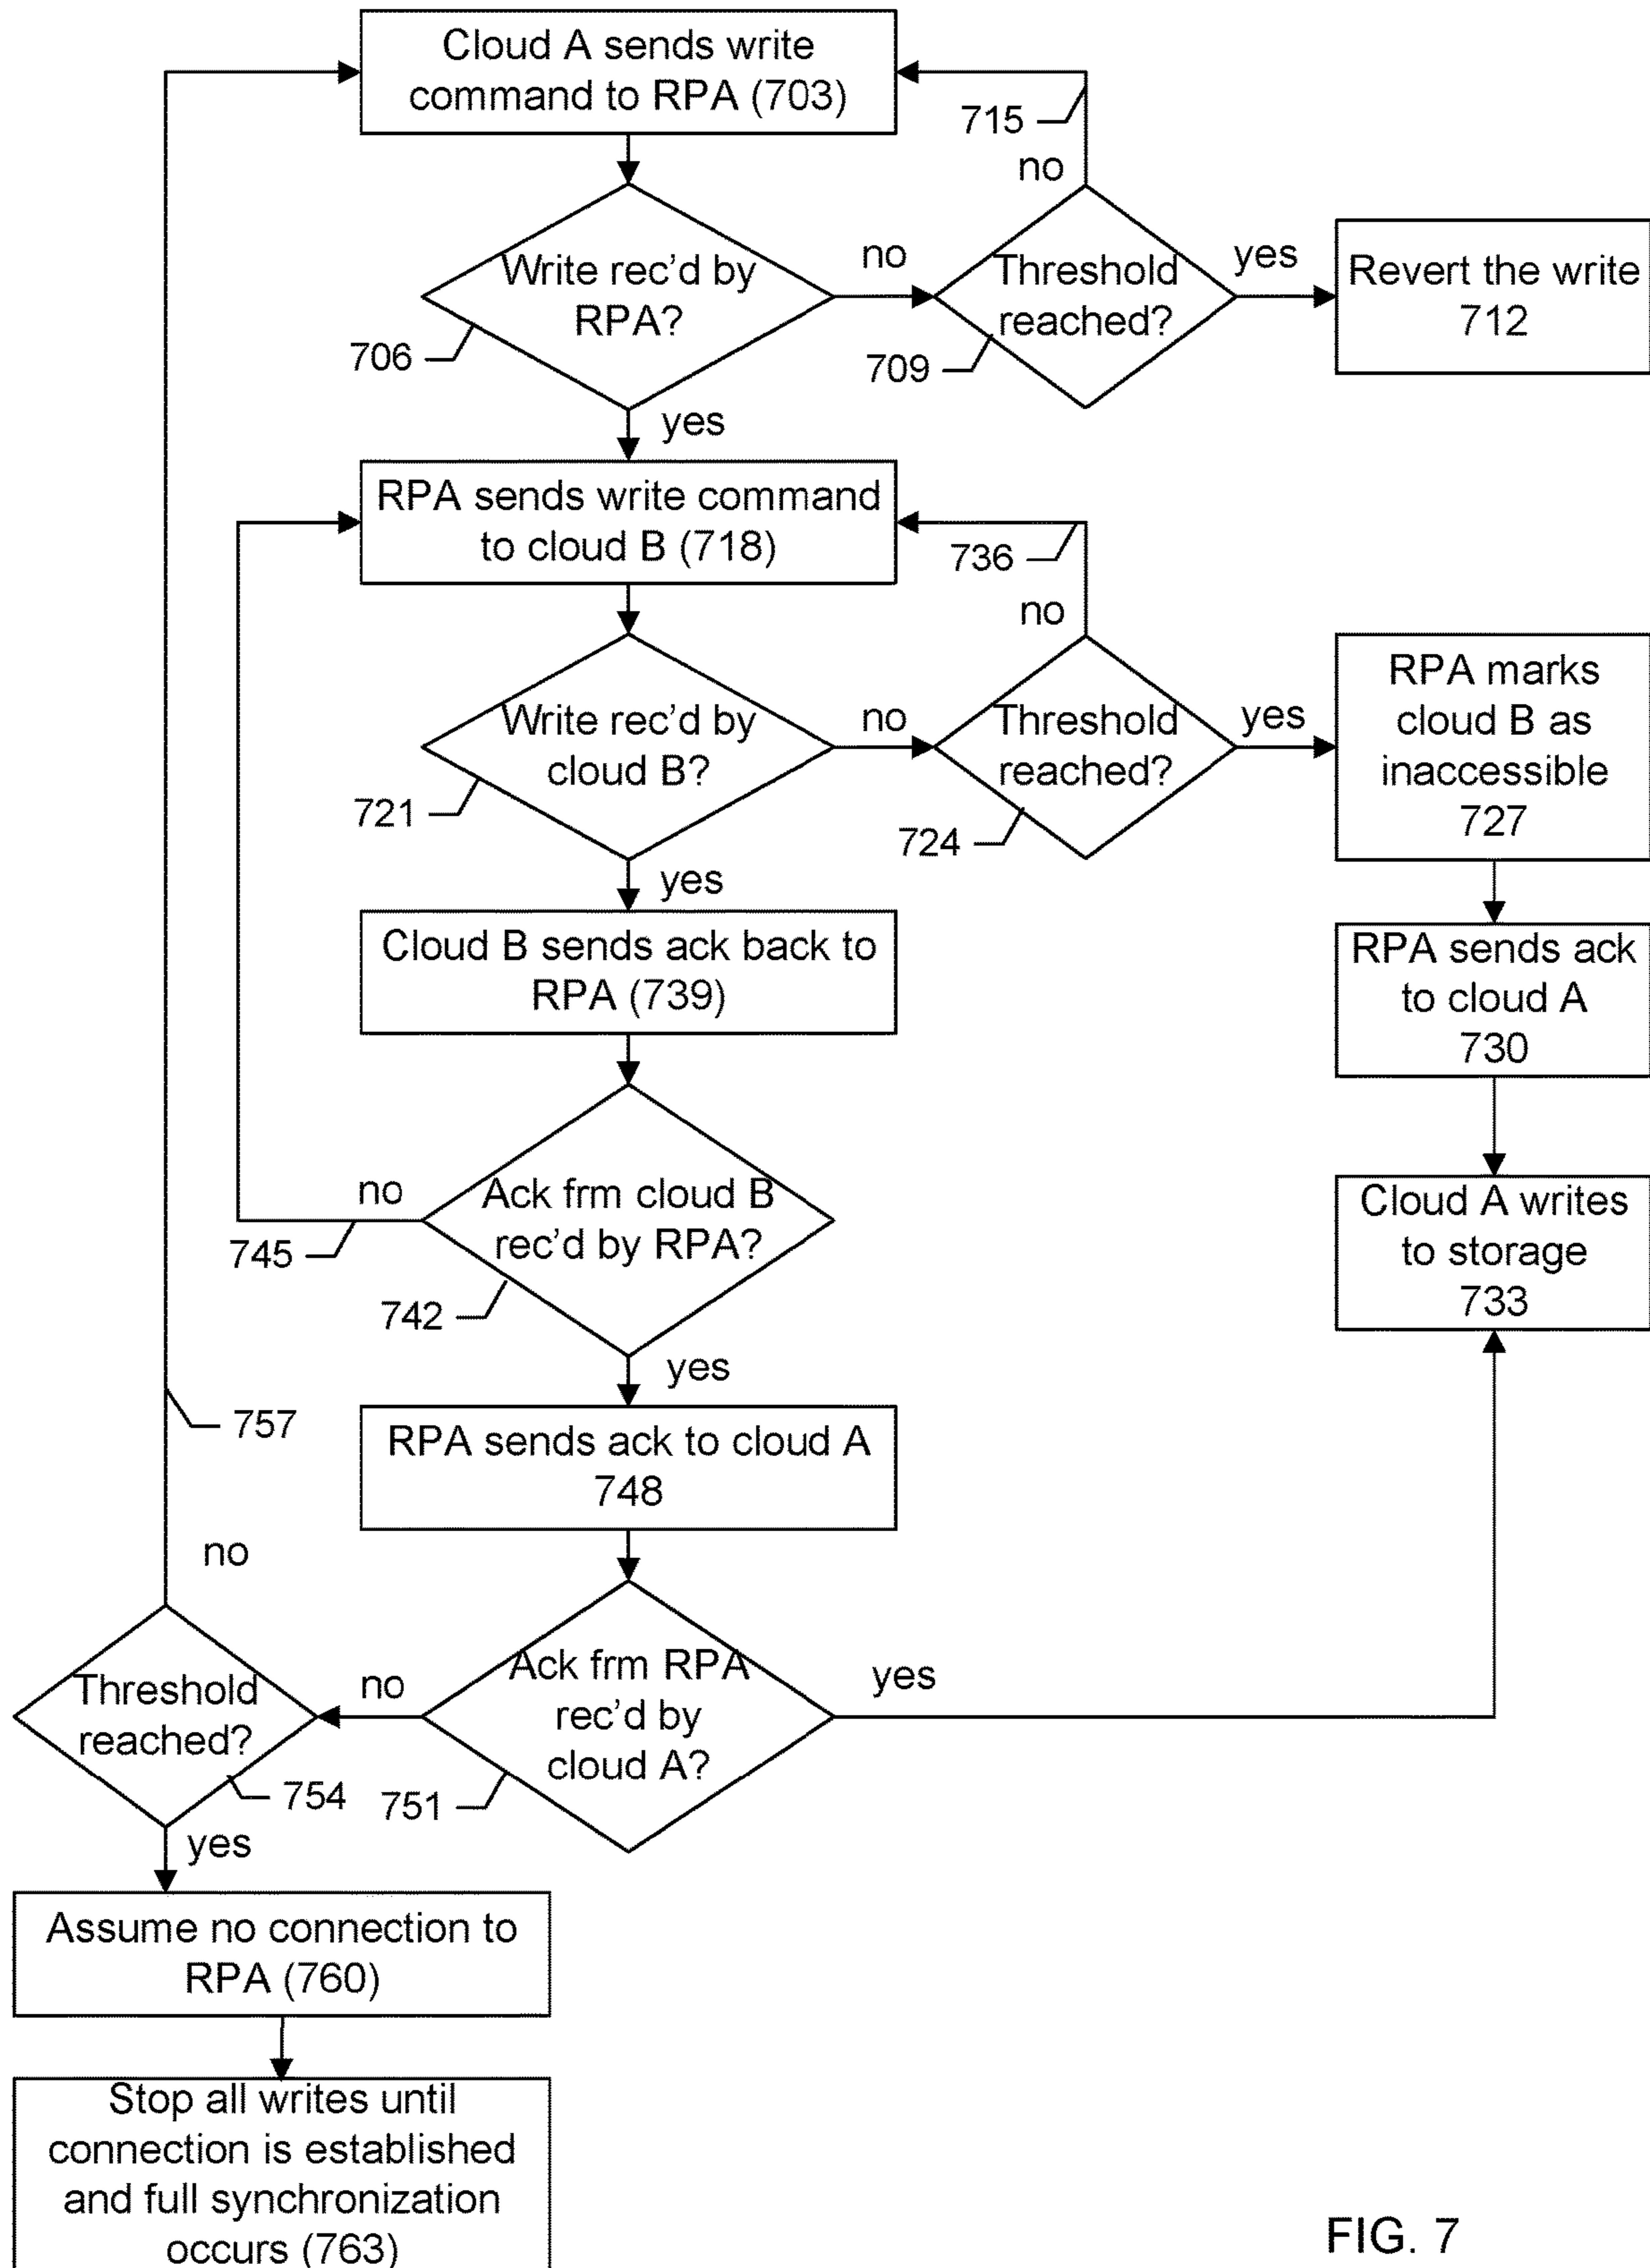 Cloud A sends write
command to RPA (703)
715
no
Write rec'd by
RPA?
706
no
Threshold
reached?
709
yes
Revert the write
712
yes
RPA sends write command
to cloud B (718)
736
no
Write rec'd by
cloud B?
721
no
Threshold
reached?
724
yes
RPA marks
cloud B as
inaccessible
727
yes
Cloud B sends ack back to
RPA (739)
RPA sends ack
to cloud A
730
no
Ack frm cloud B
rec'd by RPA?
745
742
Cloud A writes
to storage
733
yes
757
RPA sends ack to cloud A
748
no
Threshold
reached?
754
no
Ack frm RPA
rec'd by
cloud A?
751
yes
yes
Assume no connection to
RPA (760)
Stop all writes until
connection is established
and full synchronization
occurs (763)
FIG. 7